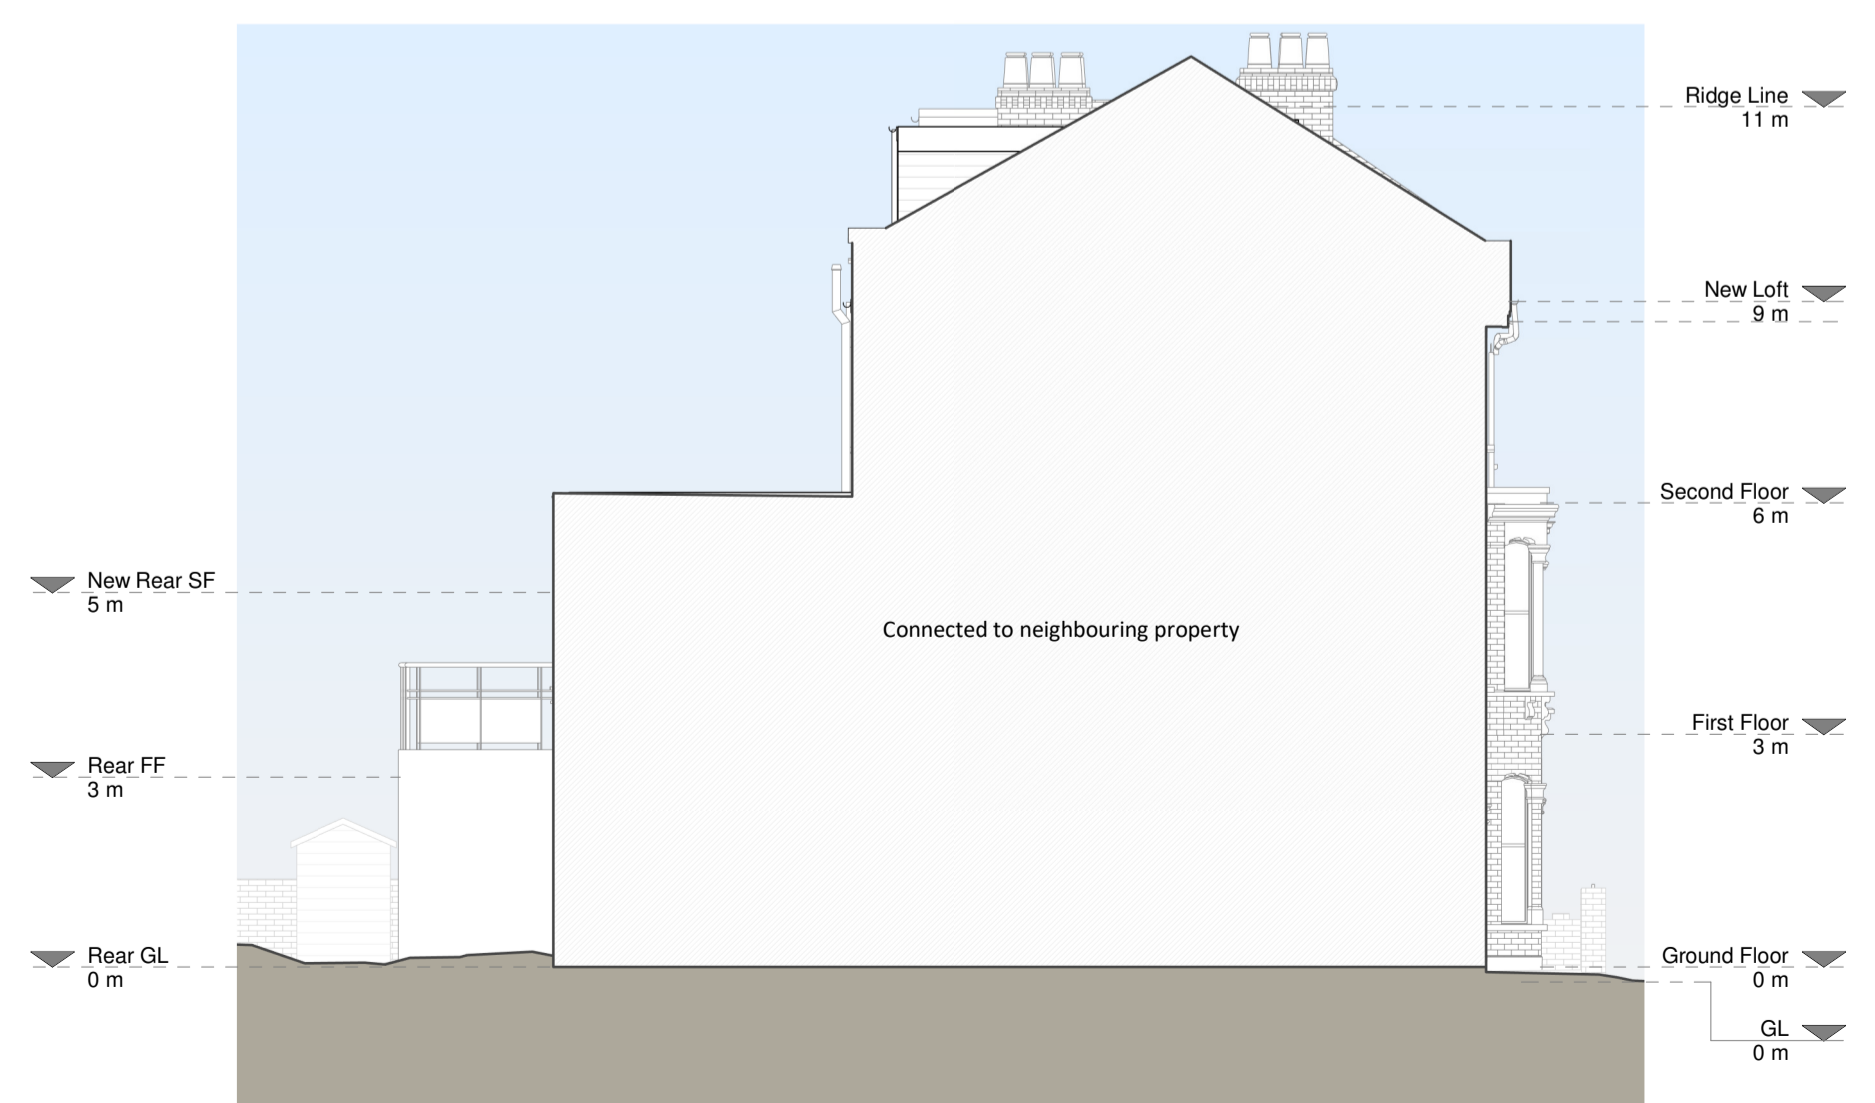 Ridge Line
11 m
New Loft
9 m
Second Floor
6 m
New Rear SF
5 m
Connected to neighbouring property
First Floor
3 m
Rear FF
3 m
Rear GL
0 m
Ground Floor
0 m
GL
0 m